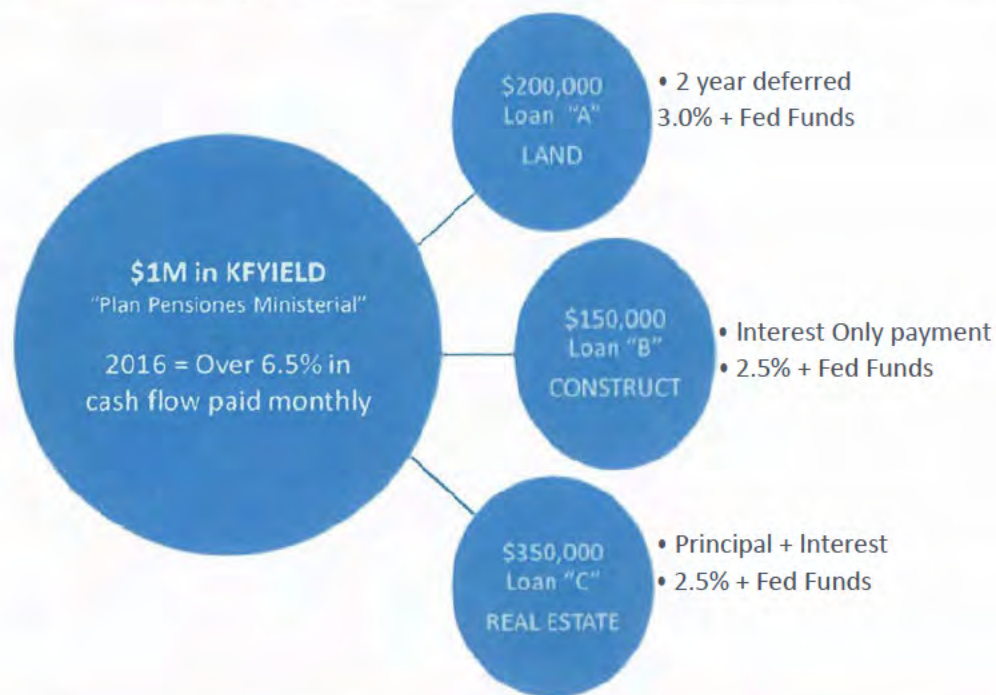 $1M in KFYIELD
"Plan Pensiones Ministerial"
2016 = Over 6.5% in
cash flow paid monthly
$200,000
Loan "A"
LAND
• 2 year deferred
3.0% + Fed Funds
$150,000
Loan "B"
CONSTRUCT
• Interest Only payment
• 2.5% + Fed Funds
$350,000
Loan "C"
REAL ESTATE
• Principal + Interest
• 2.5% + Fed Funds